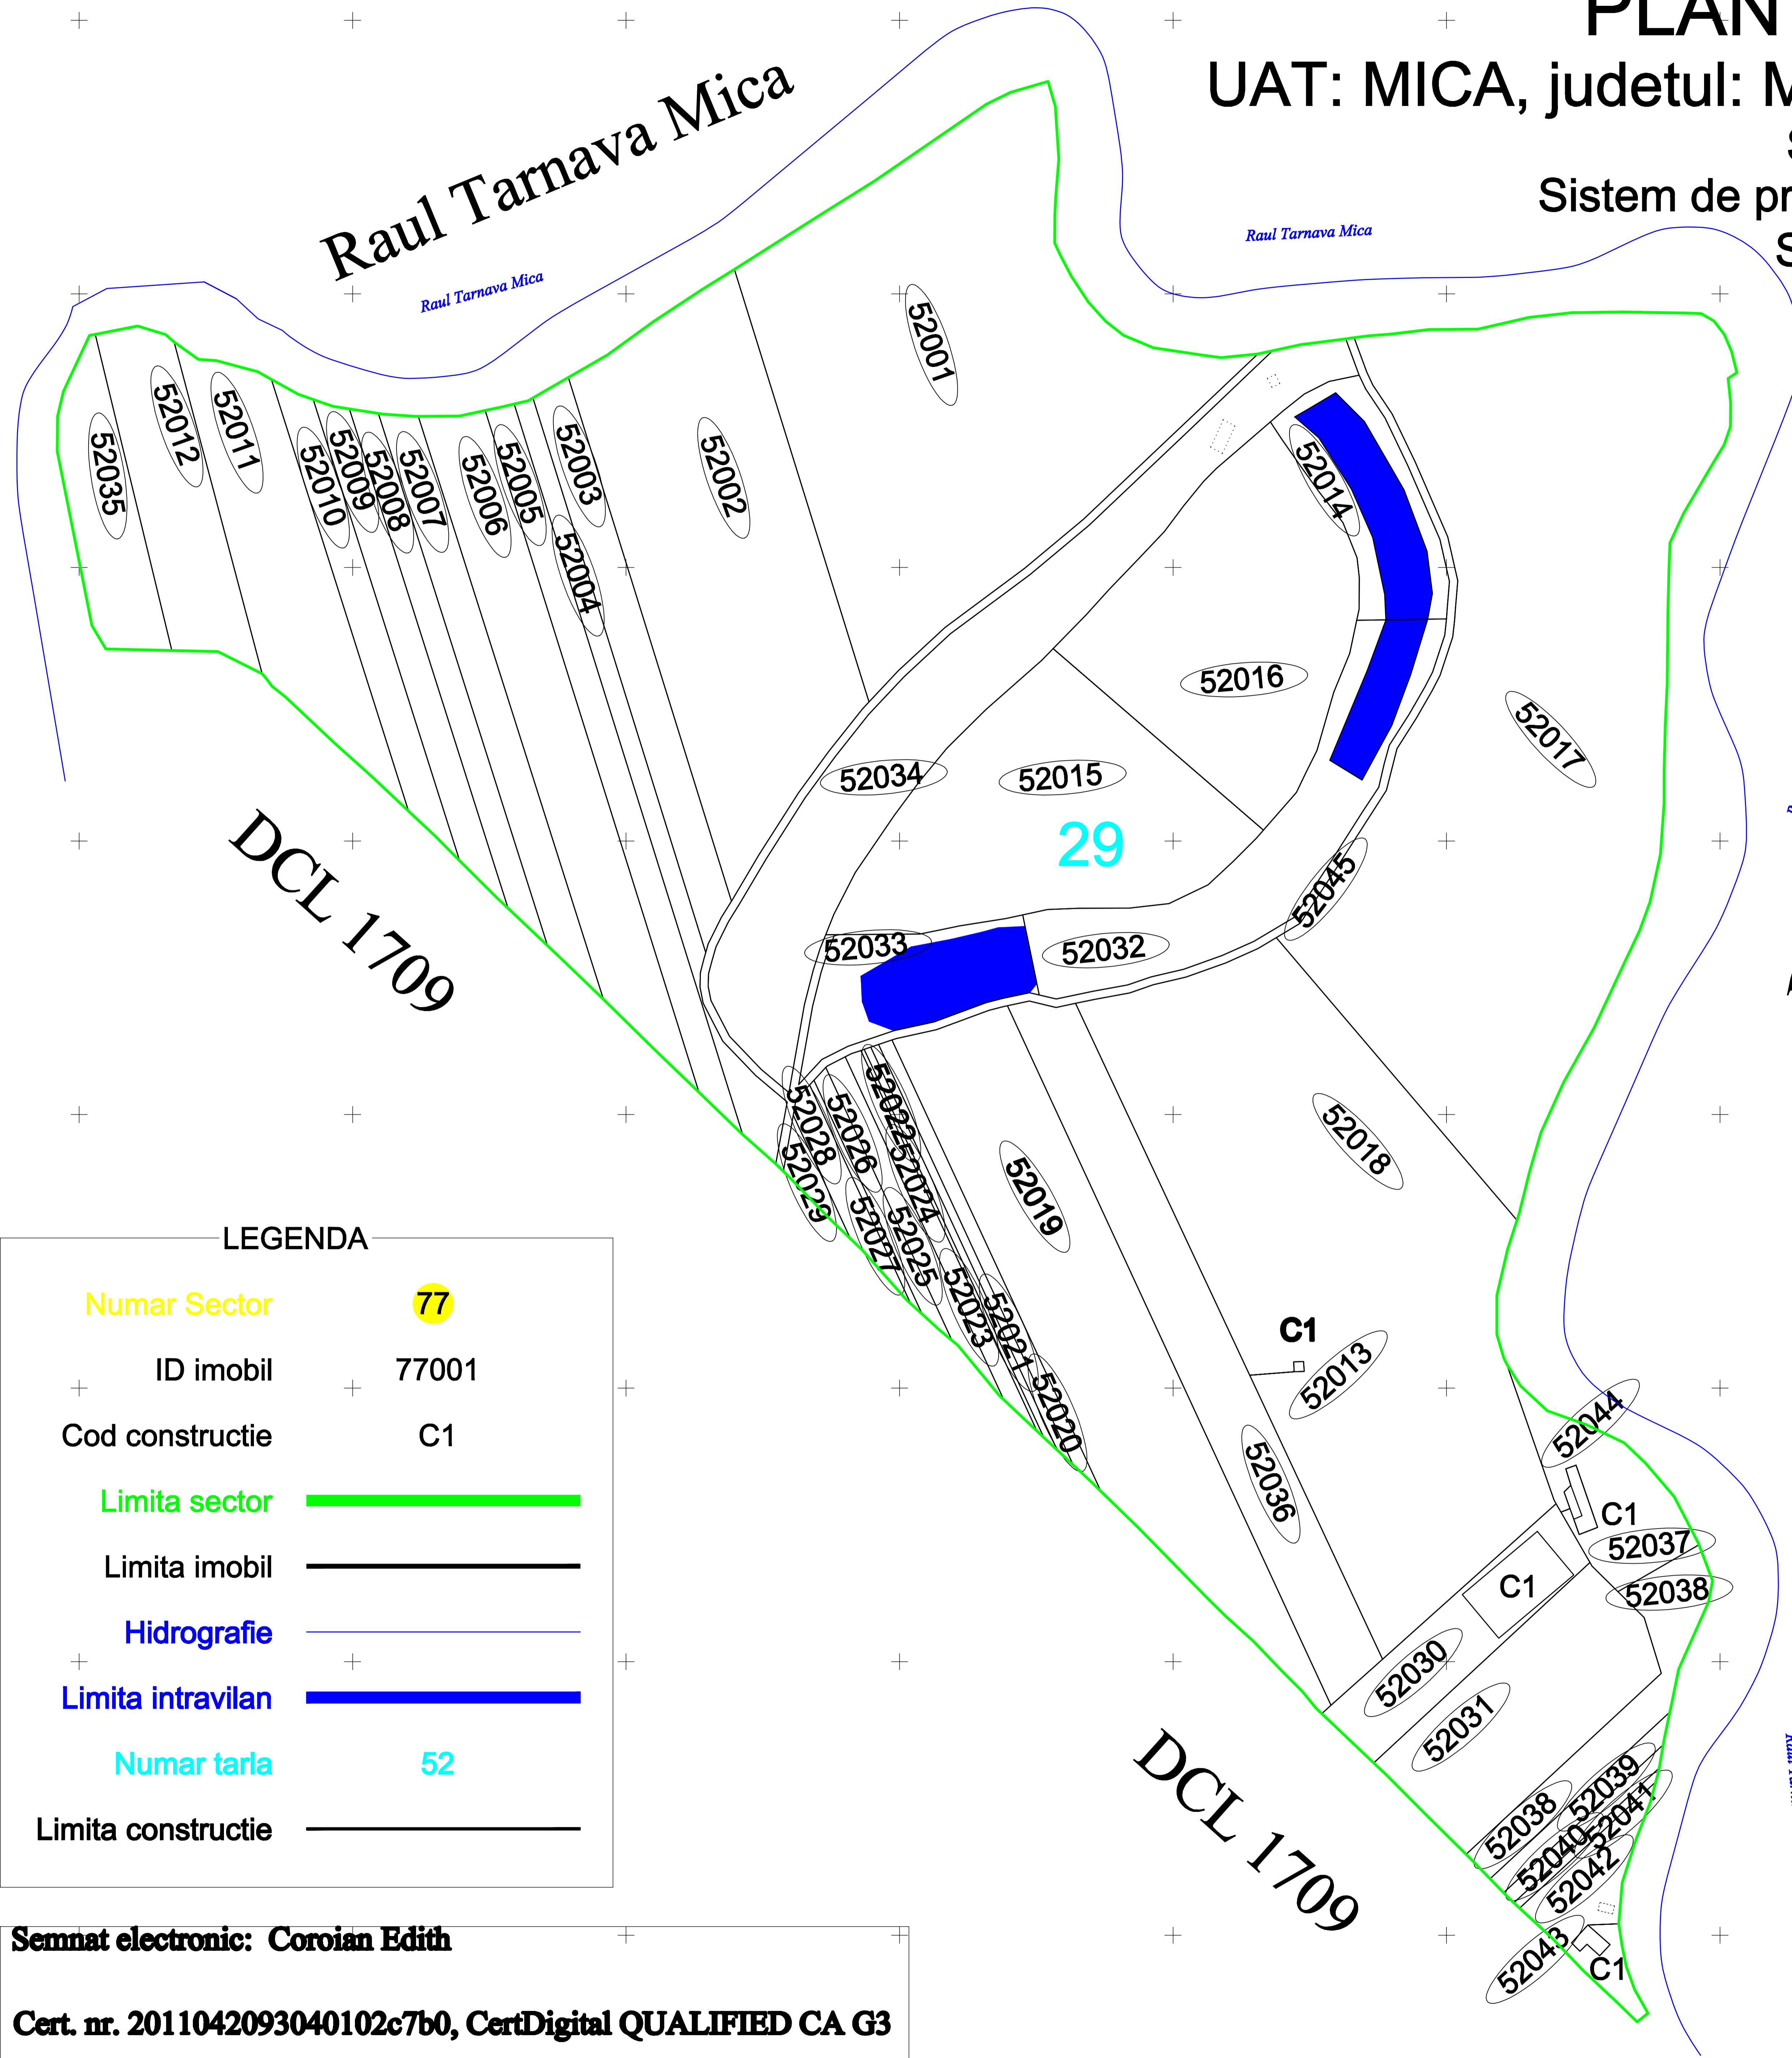 PLAN
UAT: MICA, judetul: M
S
Sistem de pr
S
Raul Tarnava Mica
Raul Tarnava Mica
Raul Tarnava Mica
52001
52002
52003
52004
52005
52006
52007
52008
52009
52010
52011
52012
52035
52014
52016
52017
52034
52015
29
52045
52033
52032
DCL 1709
52018
52019
52022
52024
52026
52028
52029
52027
52025
52023
52021
52020
C1
52013
52036
52044
C1
52037
52038
C1
52030
52031
DCL 1709
52038
52039
52041
52040
52042
52043
C1
LEGENDA
Numar Sector 77
ID imobil 77001
Cod constructie C1
Limita sector
Limita imobil
Hidrografie
Limita intravilan
Numar tarla 52
Limita constructie
Semnat electronic: Coroian Edith
Cert. nr. 2011042093040102c7b0, CertDigital QUALIFIED CA G3